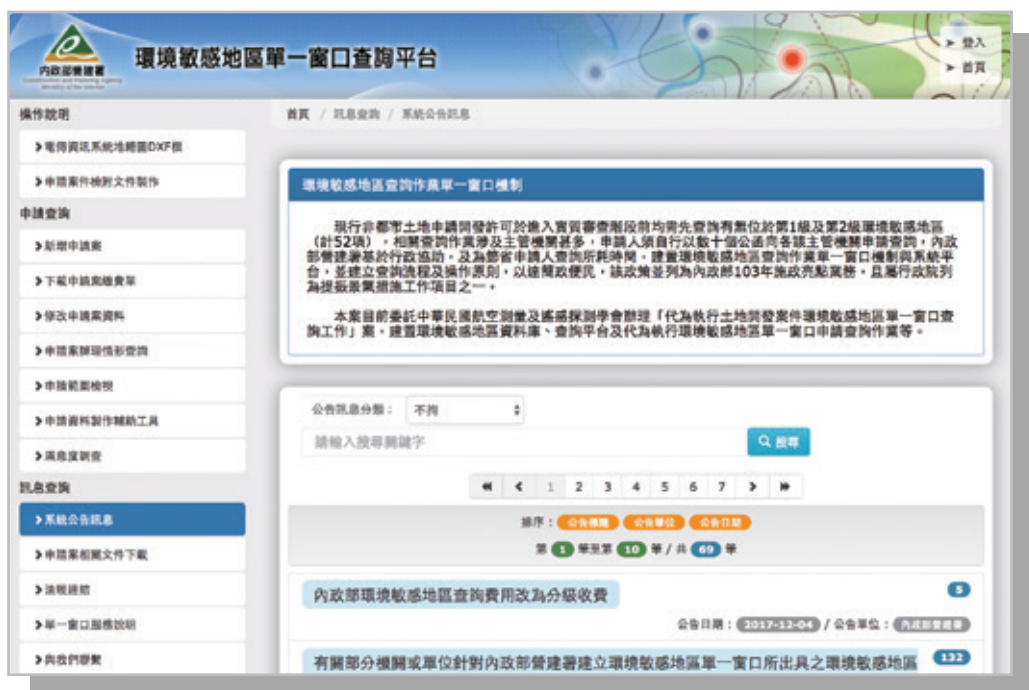 內政部營建署
Construction and Planning Agency
Ministry of the Interior
環境敏感地區單一窗口查詢平台
登入
首頁
操作說明
電傳資訊系統地籍圖DXF檔
申請案件檢附文件製作
申請查詢
新增申請案
下載申請案繳費單
修改申請案資料
申請案辦理情形查詢
申請範圍檢視
申請資料製作輔助工具
滿意度調查
訊息查詢
系統公告訊息
申請案相關文件下載
法規連結
單一窗口服務說明
與我們聯繫
首頁 / 訊息查詢 / 系統公告訊息
環境敏感地區查詢作業單一窗口機制
現行非都市土地申請開發許可於進入實質審查階段前均需先查詢有無位於第1級及第2級環境敏感地區
(計52項),相關查詢作業涉及主管機關甚多,申請人須自行以數十個公函向各該主管機關申請查詢,內政
部營建署基於行政協助,及為節省申請人查詢所耗時間,建置環境敏感地區查詢作業單一窗口機制與系統平
台,並建立查詢流程及操作原則,以達簡政便民,該政策並列為內政部103年施政亮點業務,且屬行政院列
為提振景氣措施工作項目之一。
本案目前委託中華民國航空測量及遙感探測學會辦理「代為執行土地開發案件環境敏感地區單一窗口查
詢工作」案,建置環境敏感地區資料庫、查詢平台及代為執行環境敏感地區單一窗口申請查詢作業等。
公告訊息分類: 不拘
請輸入搜尋關鍵字 搜尋
1 2 3 4 5 6 7
排序: 公告標題 公告單位 公告日期
第 1 筆至第 10 筆 / 共 69 筆
內政部環境敏感地區查詢費用改為分級收費 5
公告日期: 2017-12-04 / 公告單位: 內政部營建署
有關部分機關或單位針對內政部營建署建立環境敏感地區單一窗口所出具之環境敏感地區 132